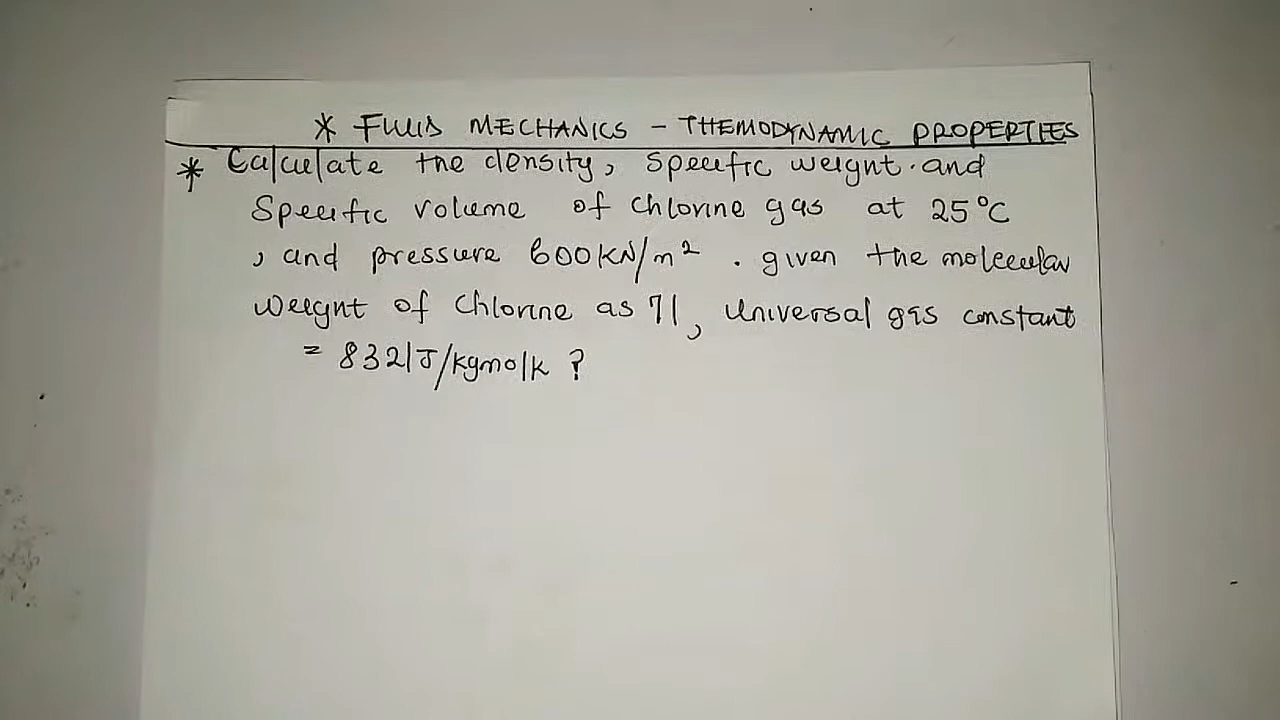 * FLUID MECHANICS - THEMODYNAMIC PROPERTIES
* Calculate the density, specific weight and
specific volume of chlorine gas at 25°C
, and pressure 600KN/m². given the molecular
weight of chlorine as 71, universal gas constant
= 8321J/kgmolk ?